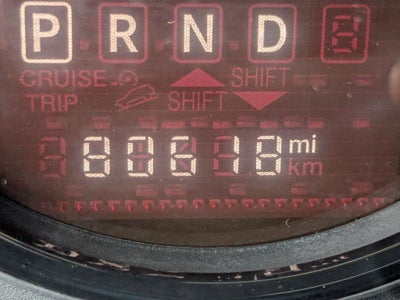 P R N D
CRUISE SHIFT
TRIP SHIFT
80618 mi
km